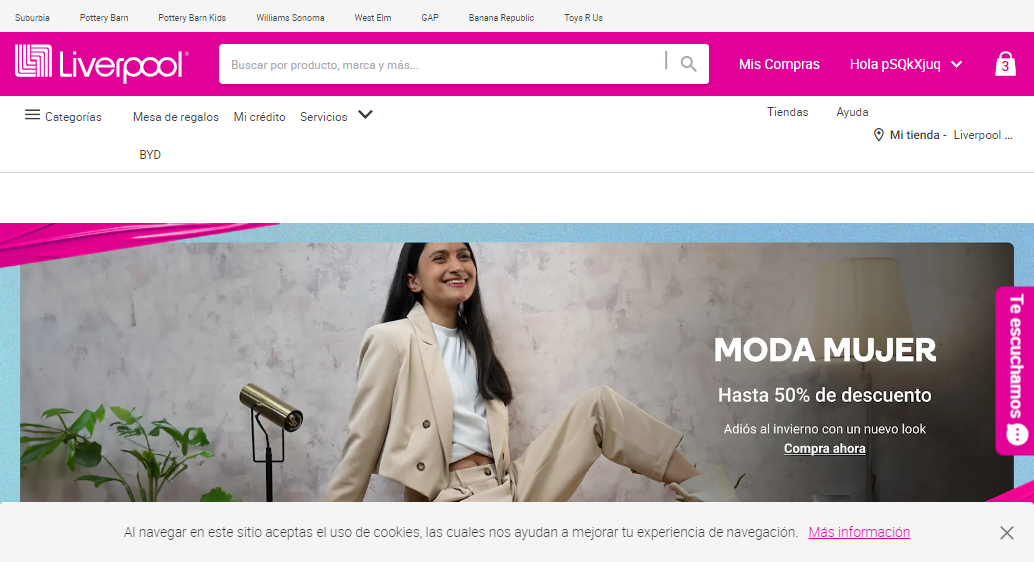 Suburbia Pottery Barn Pottery Barn Kids Williams Sonoma West Elm GAP Banana Republic Toys R Us
Liverpool® Buscar por producto, marca y más... Mis Compras Hola pSQkXjuq 3
Categorías Mesa de regalos Mi crédito Servicios Tiendas Ayuda
Mi tienda - Liverpool ...
BYD
MODA MUJER
Hasta 50% de descuento
Adiós al invierno con un nuevo look
Compra ahora
Te escuchamos
Al navegar en este sitio aceptas el uso de cookies, las cuales nos ayudan a mejorar tu experiencia de navegación. Más información